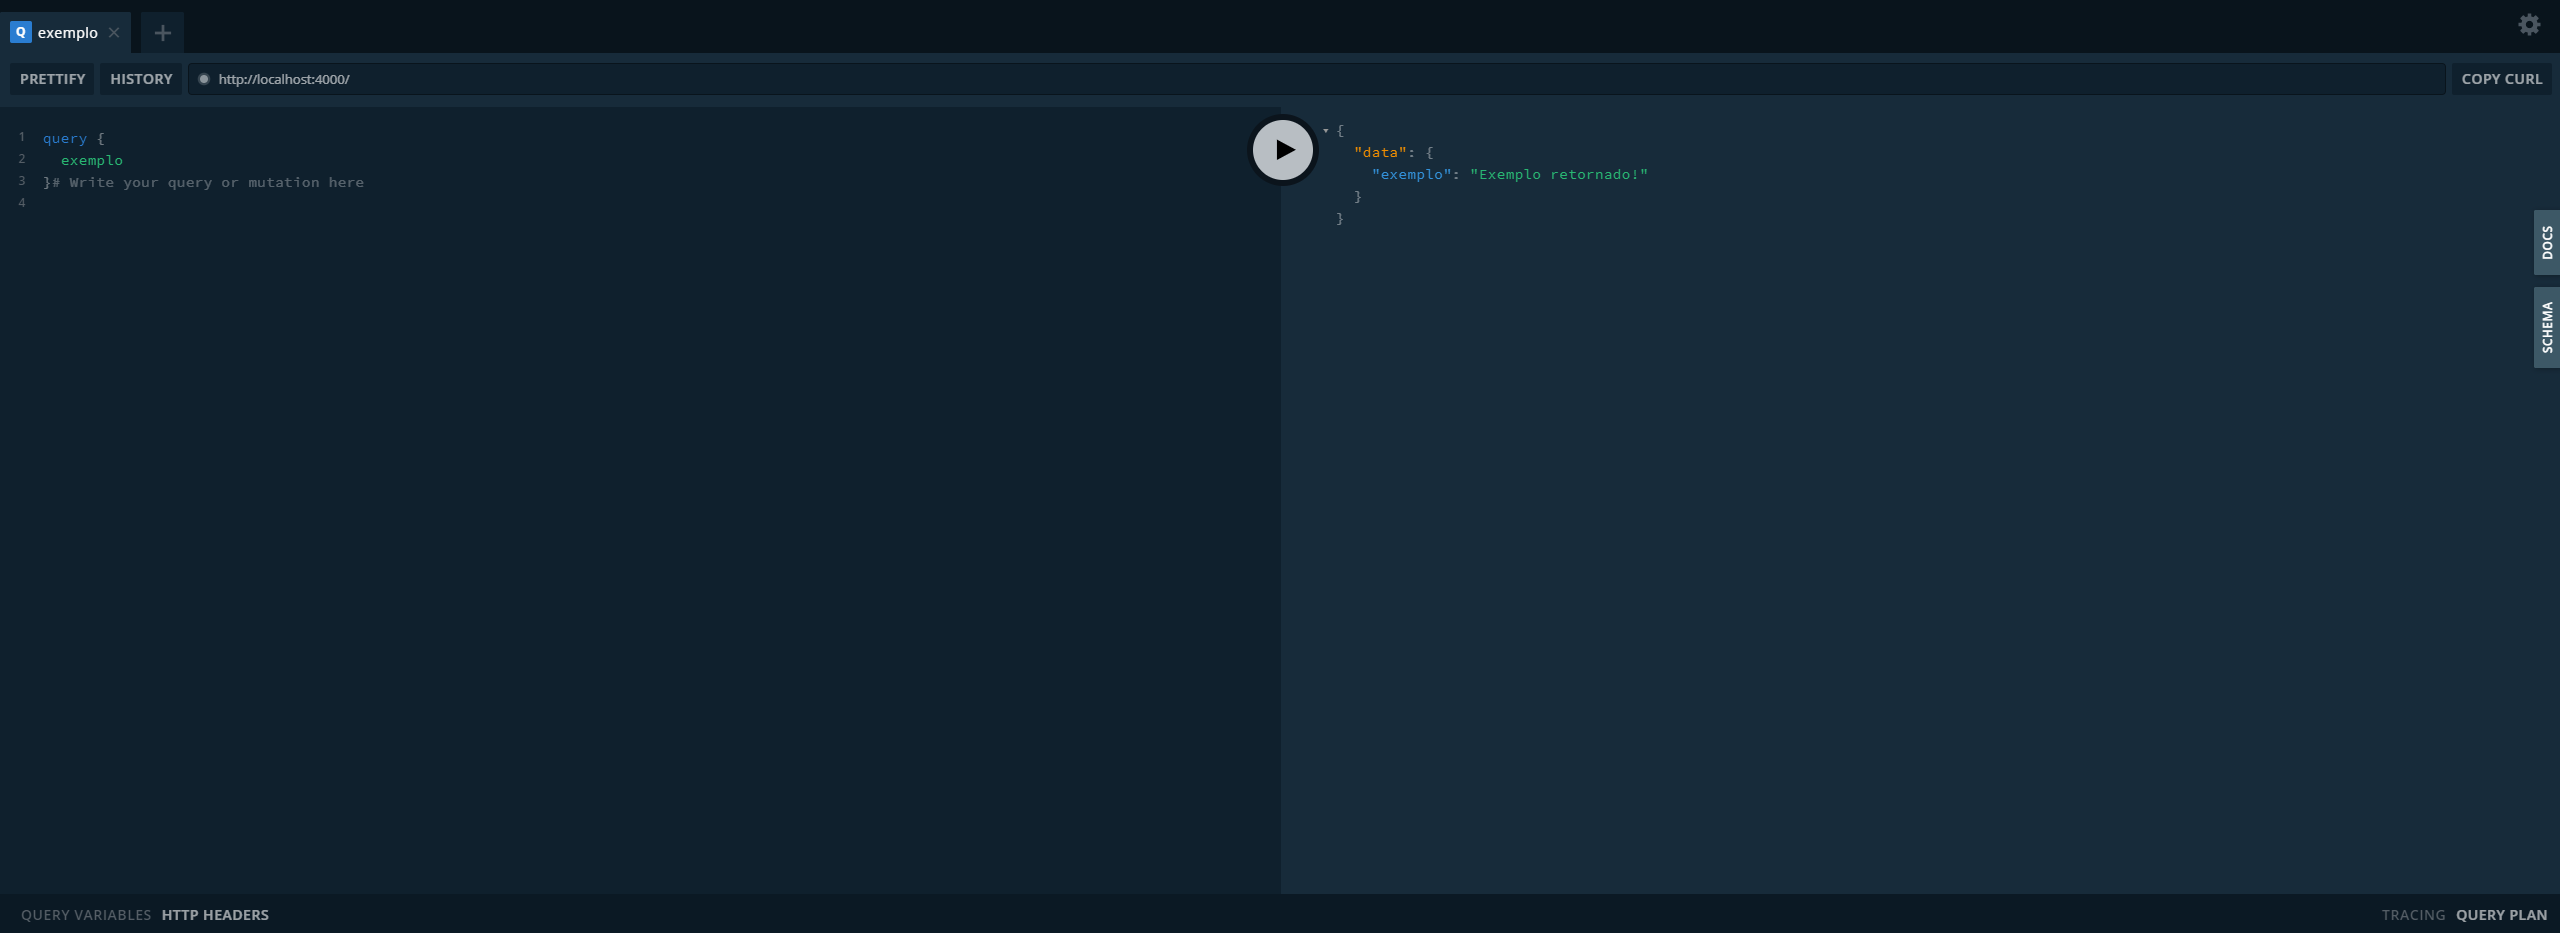 Q exemplo
PRETTIFY HISTORY http://localhost:4000/ COPY CURL
1 query {
2 exemplo
3 }# Write your query or mutation here
4
{
"data": {
"exemplo": "Exemplo retornado!"
}
}
DOCS
SCHEMA
QUERY VARIABLES HTTP HEADERS TRACING QUERY PLAN